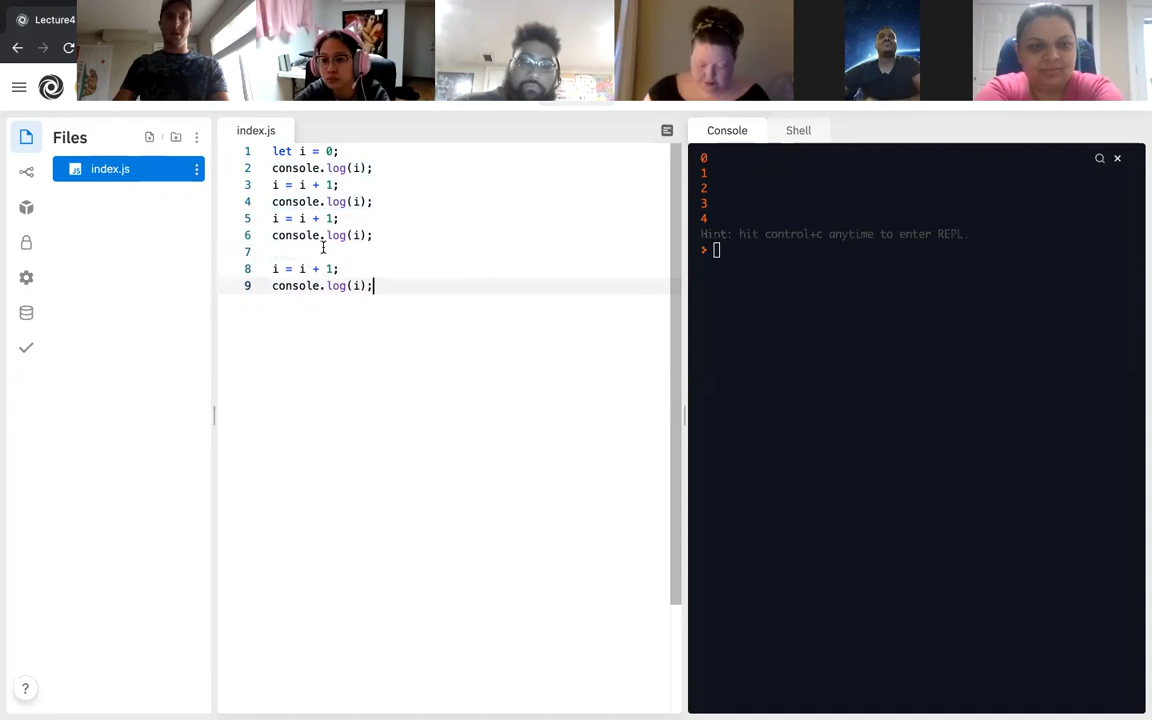 Lecture4
Files
index.js
index.js
1 let i = 0;
2 console.log(i);
3 i = i + 1;
4 console.log(i);
5 i = i + 1;
6 console.log(i);
7
8 i = i + 1;
9 console.log(i);
Console
Shell
0
1
2
3
4
Hint: hit control+c anytime to enter REPL.
>
?